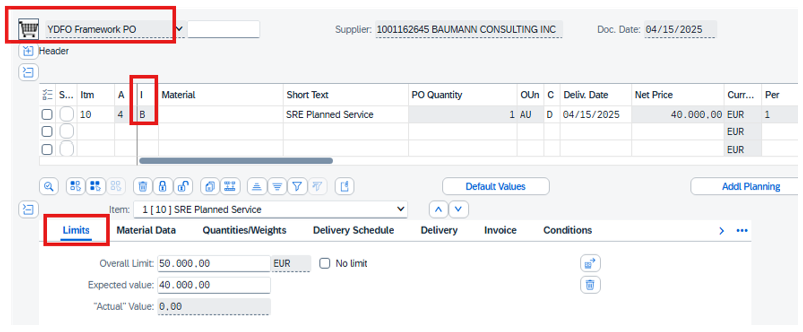 YDFO Framework PO Supplier: 1001162645 BAUMANN CONSULTING INC Doc. Date: 04/15/2025
Header
S... Itm A I Material Short Text PO Quantity OUn C Deliv. Date Net Price Curr... Per
10 4 B SRE Planned Service 1 AU D 04/15/2025 40.000,00 EUR 1
EUR
EUR
Default Values Addl Planning
Item: 1 [ 10 ] SRE Planned Service
Limits Material Data Quantities/Weights Delivery Schedule Delivery Invoice Conditions
Overall Limit: 50.000,00 EUR No limit
Expected value: 40.000,00
"Actual" Value: 0,00